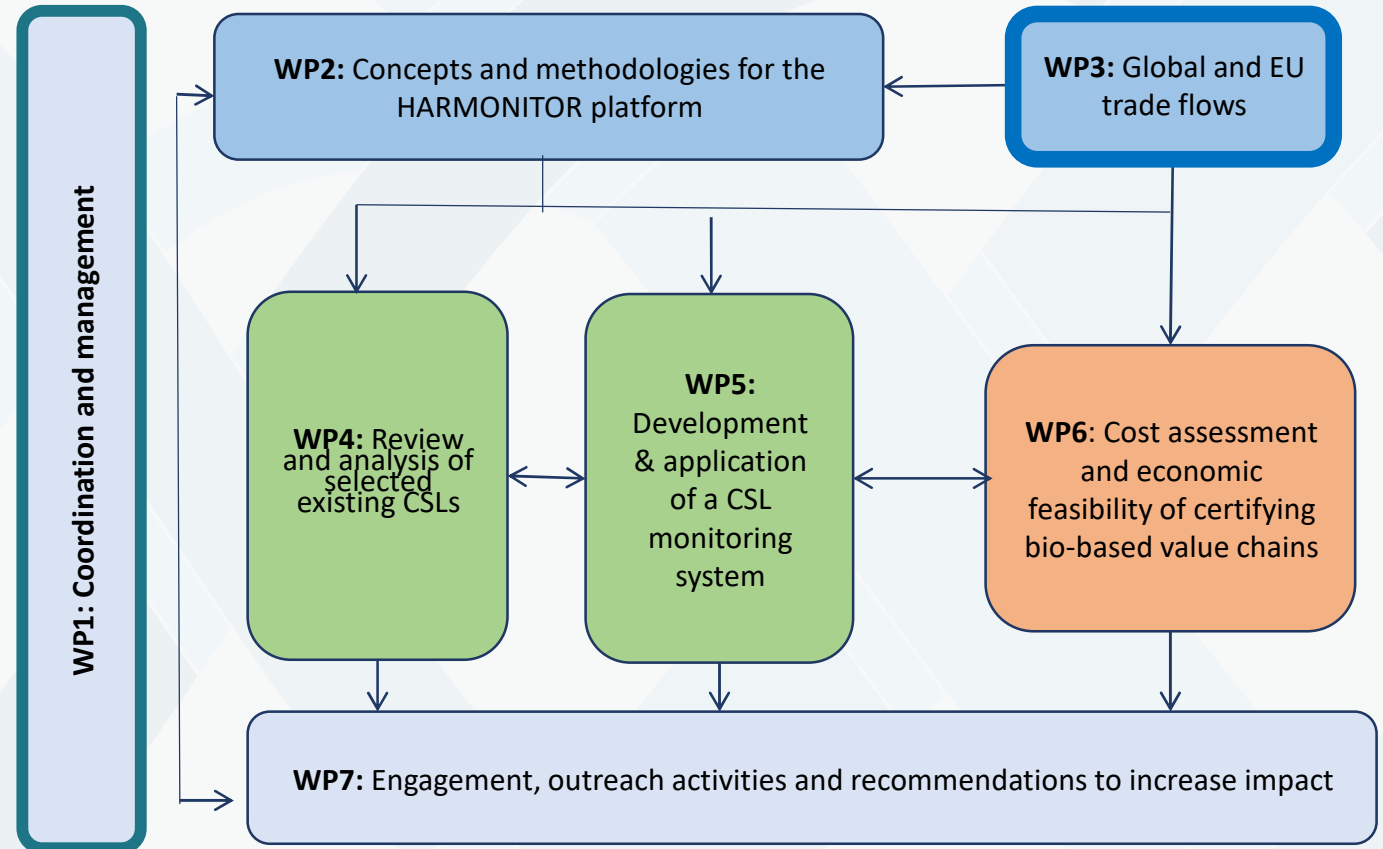 WP1: Coordination and management
WP2: Concepts and methodologies for the
HARMONITOR platform
WP3: Global and EU
trade flows
WP4: Review
and analysis of
selected
existing CSLs
WP5:
Development
& application
of a CSL
monitoring
system
WP6: Cost assessment
and economic
feasibility of certifying
bio-based value chains
WP7: Engagement, outreach activities and recommendations to increase impact